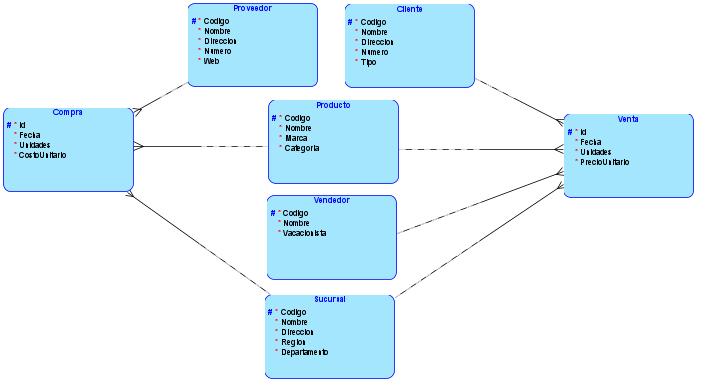 Proveedor
# * Codigo
* Nombre
* Direccion
* Numero
* Web
Cliente
# * Codigo
* Nombre
* Direccion
* Numero
* Tipo
Compra
# * Id
* Fecha
* Unidades
* CostoUnitario
Producto
# * Codigo
* Nombre
* Marca
* Categoria
Venta
# * Id
* Fecha
* Unidades
* PrecioUnitario
Vendedor
# * Codigo
* Nombre
* Vacacionista
Sucursal
# * Codigo
* Nombre
* Direccion
* Region
* Departamento